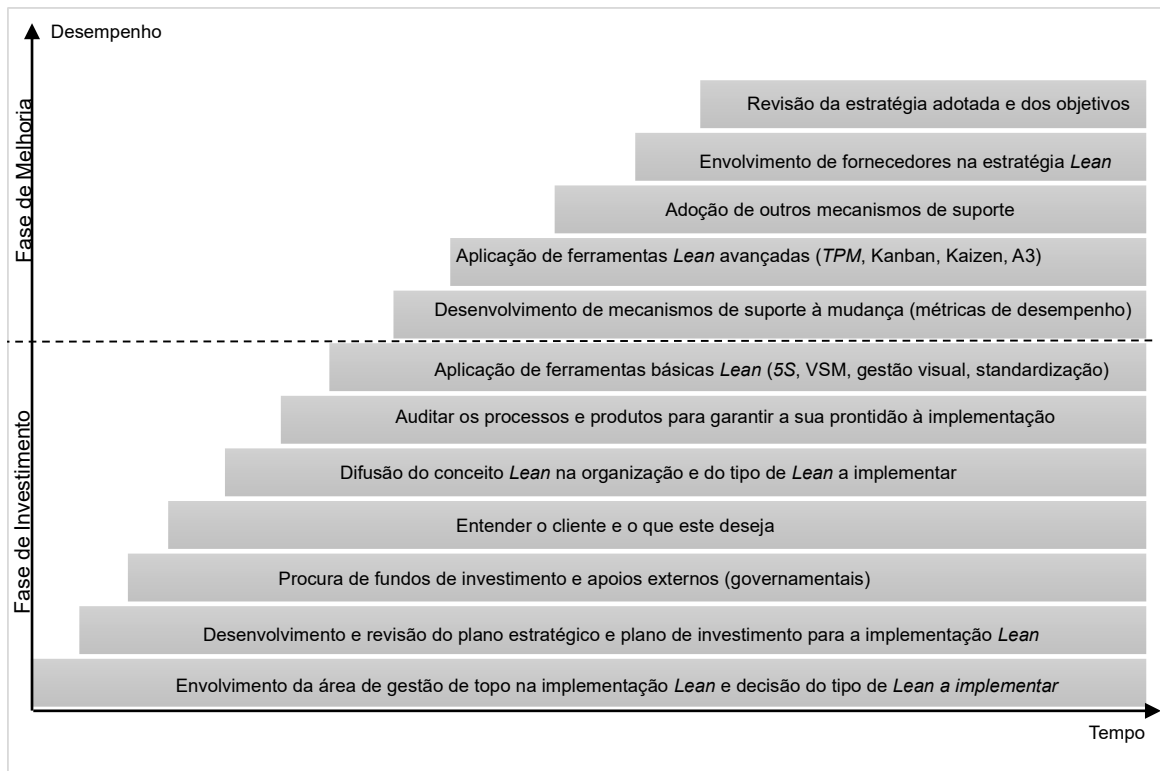 Desempenho
Fase de Melhoria
Revisão da estratégia adotada e dos objetivos
Envolvimento de fornecedores na estratégia Lean
Adoção de outros mecanismos de suporte
Aplicação de ferramentas Lean avançadas (TPM, Kanban, Kaizen, A3)
Desenvolvimento de mecanismos de suporte à mudança (métricas de desempenho)
Fase de Investimento
Aplicação de ferramentas básicas Lean (5S, VSM, gestão visual, standardização)
Auditar os processos e produtos para garantir a sua prontidão à implementação
Difusão do conceito Lean na organização e do tipo de Lean a implementar
Entender o cliente e o que este deseja
Procura de fundos de investimento e apoios externos (governamentais)
Desenvolvimento e revisão do plano estratégico e plano de investimento para a implementação Lean
Envolvimento da área de gestão de topo na implementação Lean e decisão do tipo de Lean a implementar
Tempo